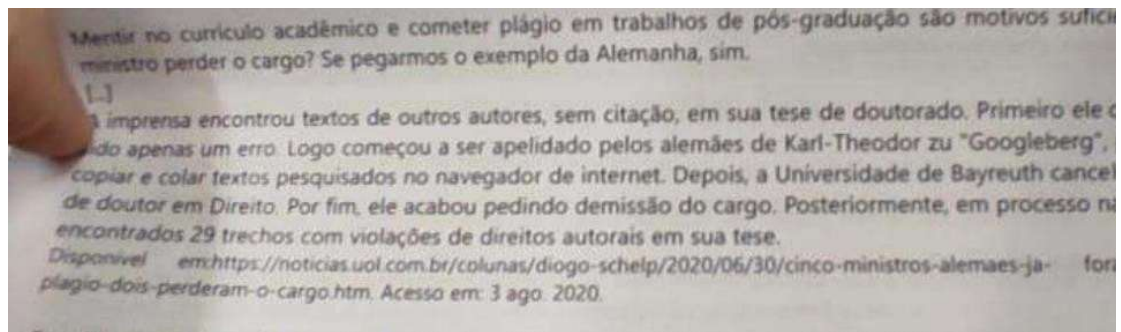 Mentir no currículo acadêmico e cometer plágio em trabalhos de pós-graduação são motivos
ministro perder o cargo? Se pegarmos o exemplo da Alemanha, sim.
[...]
A imprensa encontrou textos de outros autores, sem citação, em sua tese de doutorado. Primeiro ele
apenas um erro. Logo começou a ser apelidado pelos alemães de Karl-Theodor zu "Googleberg",
copiar e colar textos pesquisados no navegador de internet. Depois, a Universidade de Bayreuth
de doutor em Direito. Por fim, ele acabou pedindo demissão do cargo. Posteriormente, em processo
encontrados 29 trechos com violações de direitos autorais em sua tese.
Disponível em:https://noticias.uol.com.br/colunas/diogo-schelp/2020/06/30/cinco-ministros-alemaes-ja-
plagio-dois-perderam-o-cargo.htm. Acesso em: 3 ago. 2020.